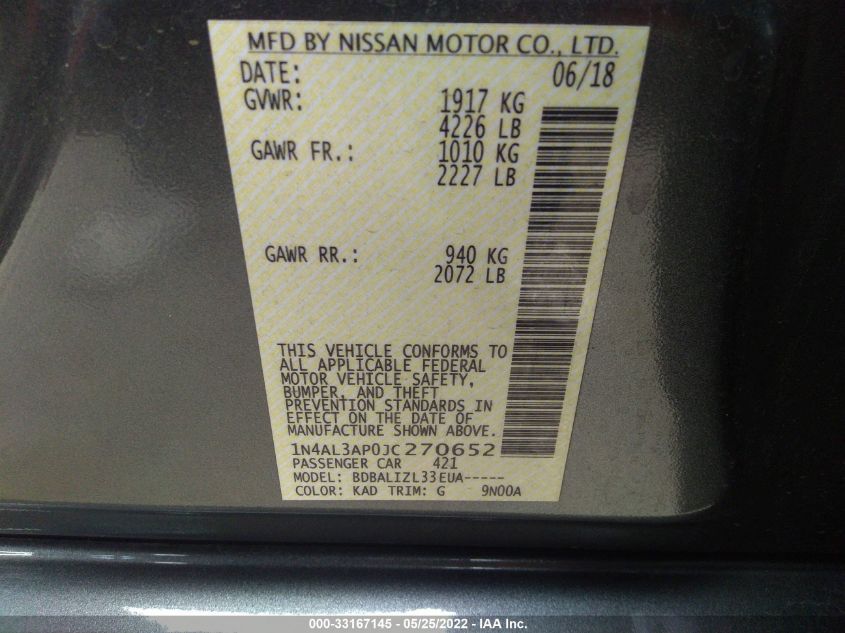 MFD BY NISSAN MOTOR CO., LTD.
DATE: 06/18
GVWR: 1917 KG
4226 LB
GAWR FR.: 1010 KG
2227 LB
GAWR RR.: 940 KG
2072 LB
THIS VEHICLE CONFORMS TO
ALL APPLICABLE FEDERAL
MOTOR VEHICLE SAFETY,
BUMPER, AND THEFT
PREVENTION STANDARDS IN
EFFECT ON THE DATE OF
MANUFACTURE SHOWN ABOVE.
1N4AL3AP0JC270652
PASSENGER CAR 421
MODEL: BDBALIZL33EUA-----
COLOR: KAD TRIM: G 9N00A
000-33167145 - 05/25/2022 - IAA Inc.